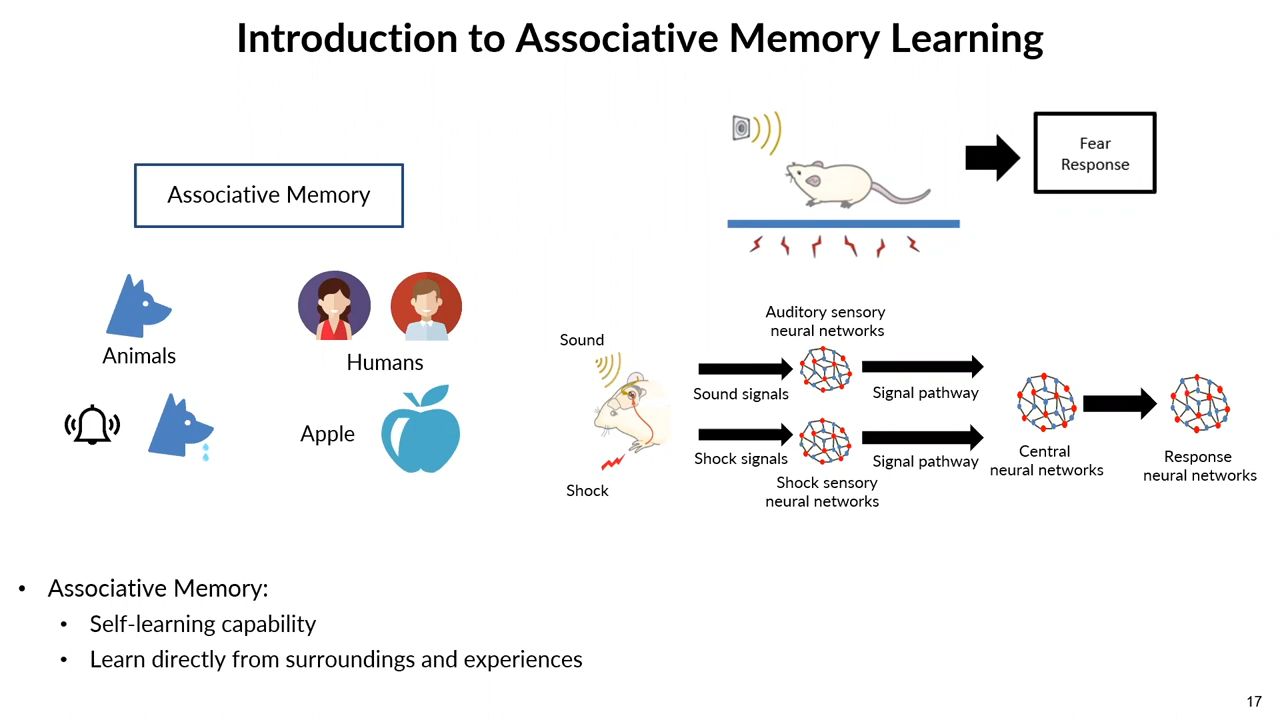 Introduction to Associative Memory Learning
Associative Memory
Animals
Humans
Apple
Fear
Response
Sound
Shock
Sound signals
Shock signals
Auditory sensory
neural networks
Shock sensory
neural networks
Signal pathway
Signal pathway
Central
neural networks
Response
neural networks
• Associative Memory:
• Self-learning capability
• Learn directly from surroundings and experiences
17